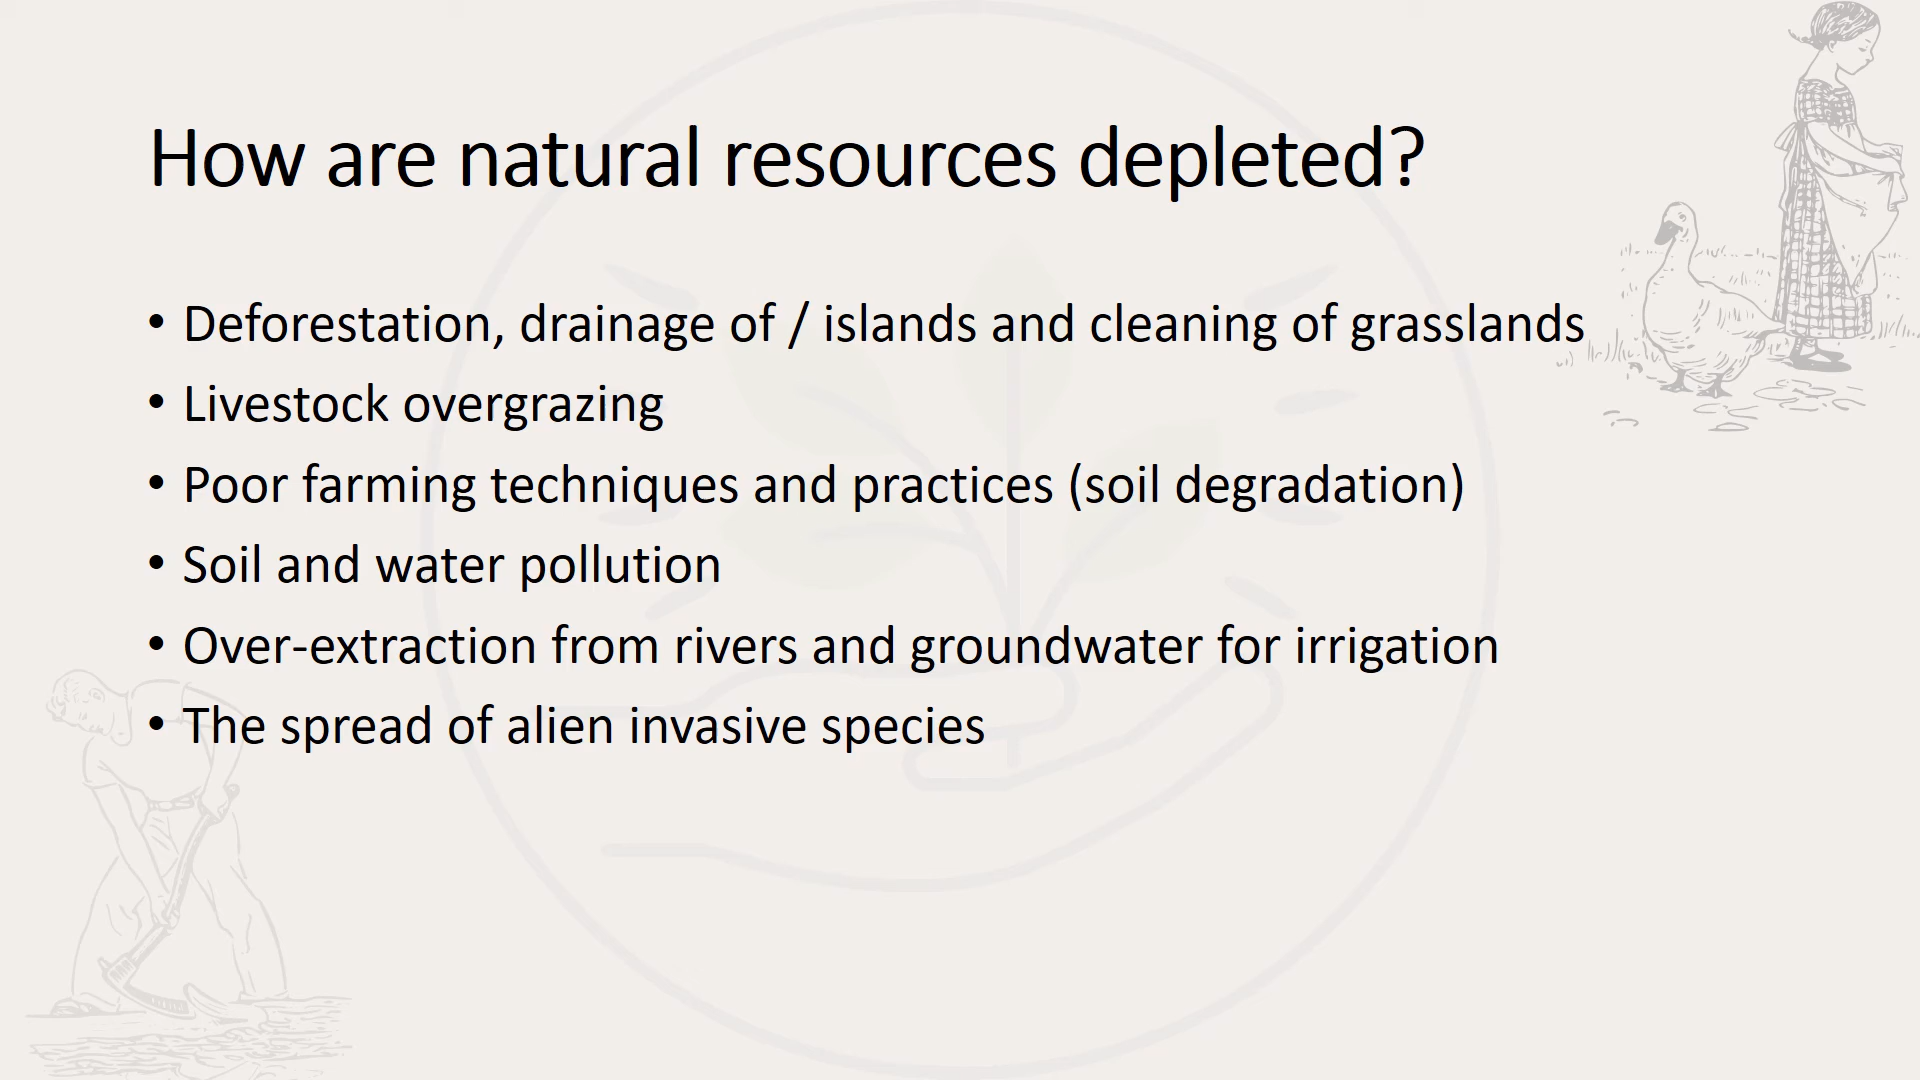 How are natural resources depleted?
• Deforestation, drainage of / islands and cleaning of grasslands
• Livestock overgrazing
• Poor farming techniques and practices (soil degradation)
• Soil and water pollution
• Over-extraction from rivers and groundwater for irrigation
• The spread of alien invasive species